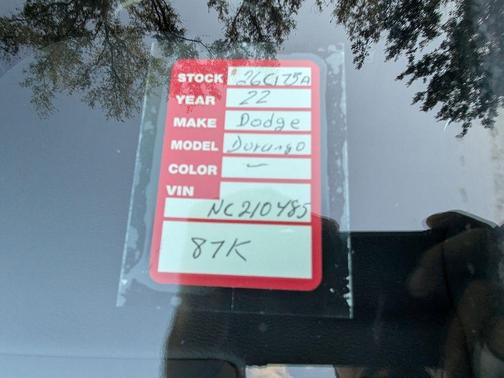 STOCK # 26C175A
YEAR 22
MAKE Dodge
MODEL Durango
COLOR ~
VIN
NC210485
87K